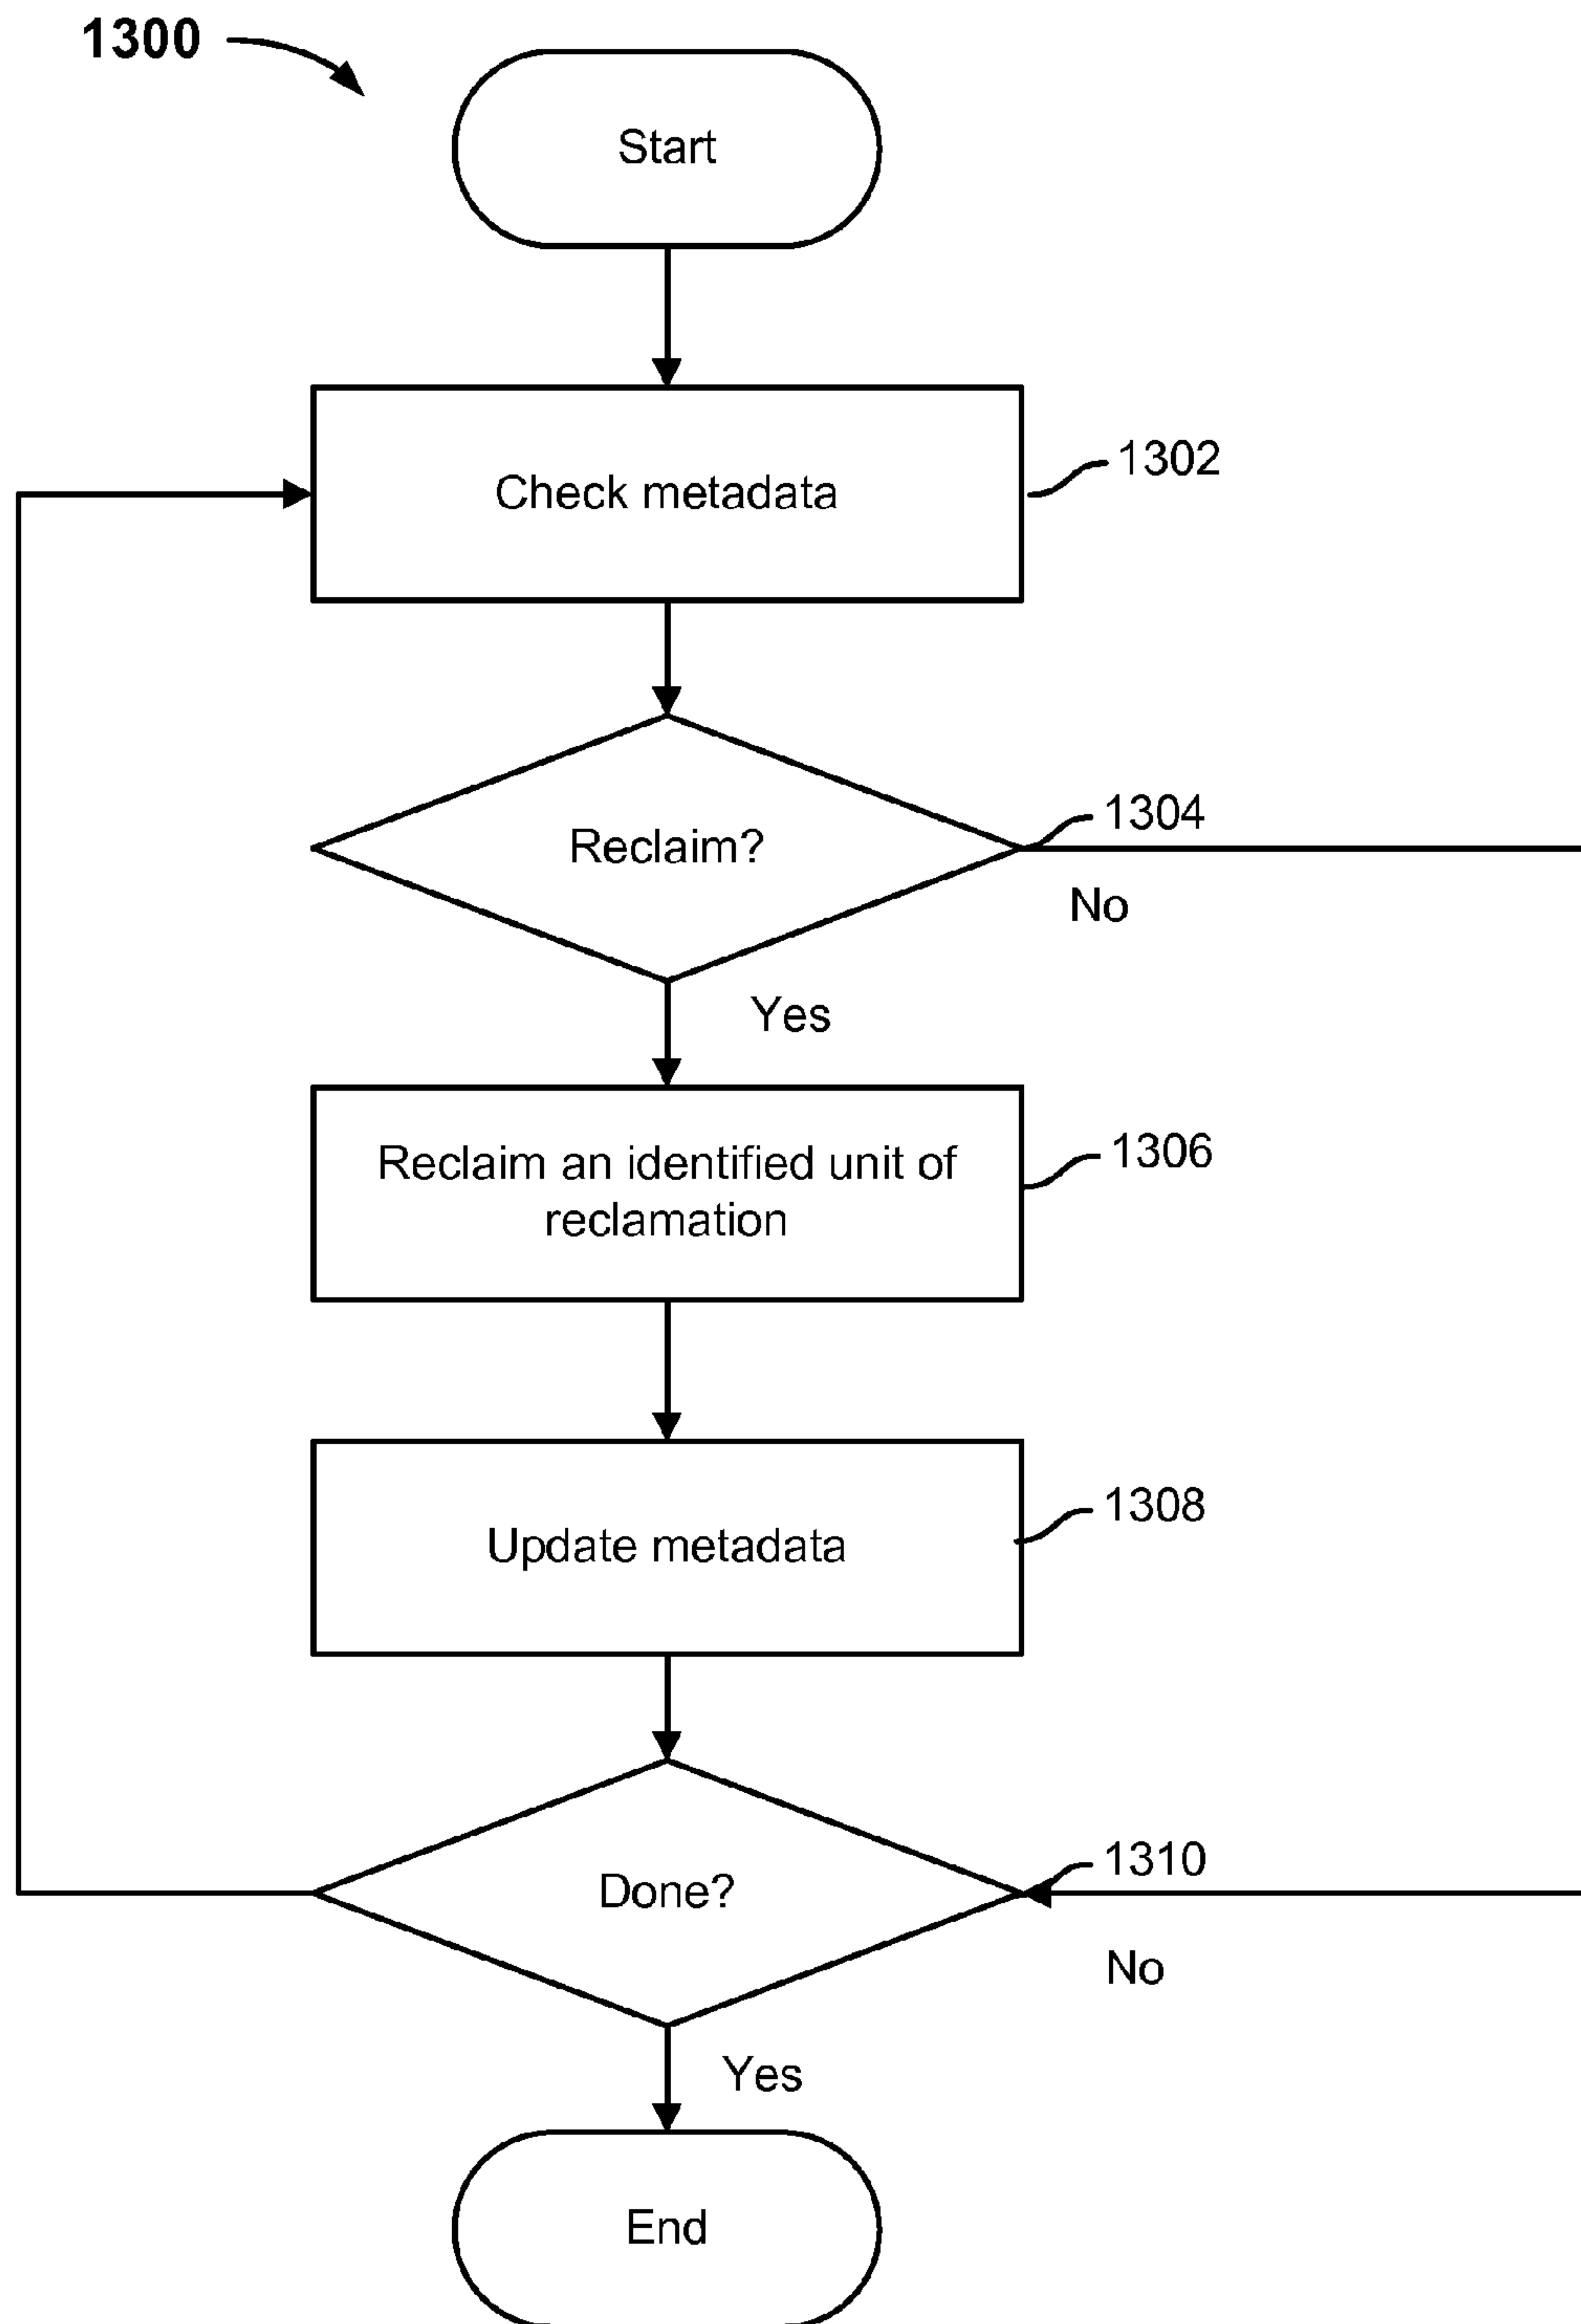 1300
Start
Check metadata
1302
Reclaim?
1304
No
Yes
Reclaim an identified unit of
reclamation
1306
Update metadata
1308
Done?
1310
No
Yes
End